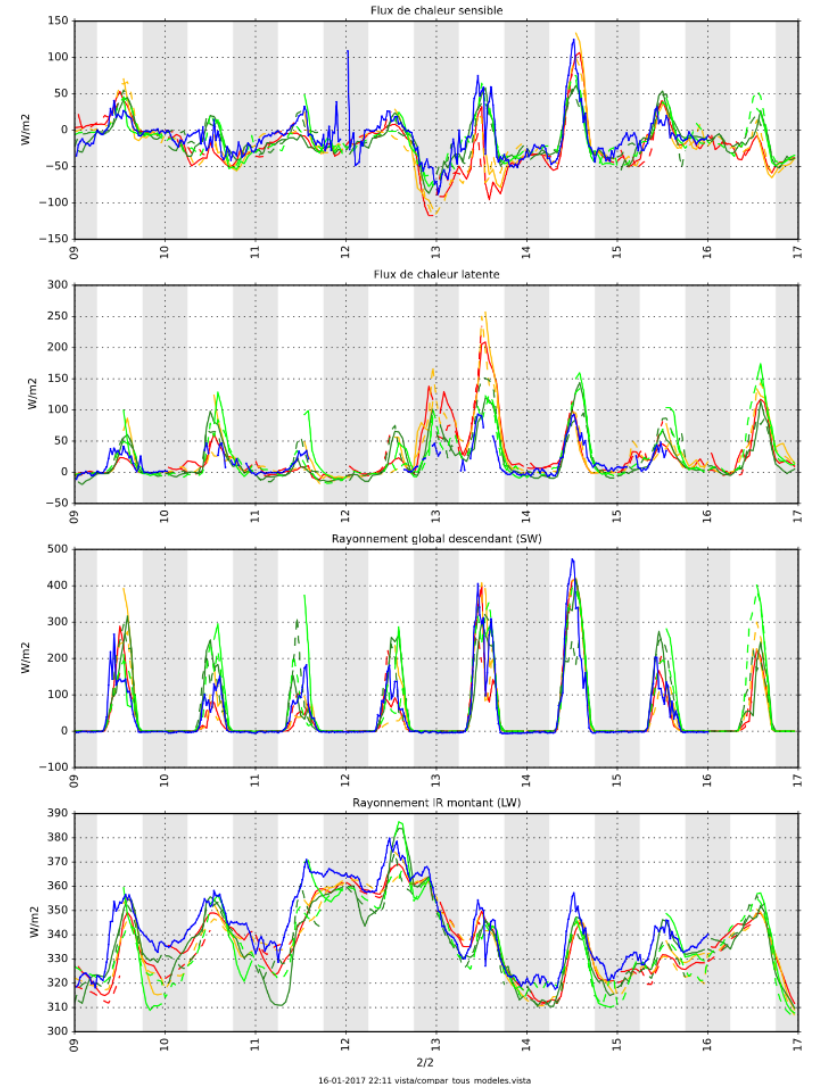 Flux de chaleur sensible
150
100
50
0
−50
−100
−150
W/m2
09 10 11 12 13 14 15 16 17
Flux de chaleur latente
300
250
200
150
100
50
0
−50
W/m2
09 10 11 12 13 14 15 16 17
Rayonnement global descendant (SW)
500
400
300
200
100
0
−100
W/m2
09 10 11 12 13 14 15 16 17
Rayonnement IR montant (LW)
390
380
370
360
350
340
330
320
310
300
W/m2
09 10 11 12 13 14 15 16 17
2/2
16-01-2017 22:11 vista/compar_tous_modeles.vista